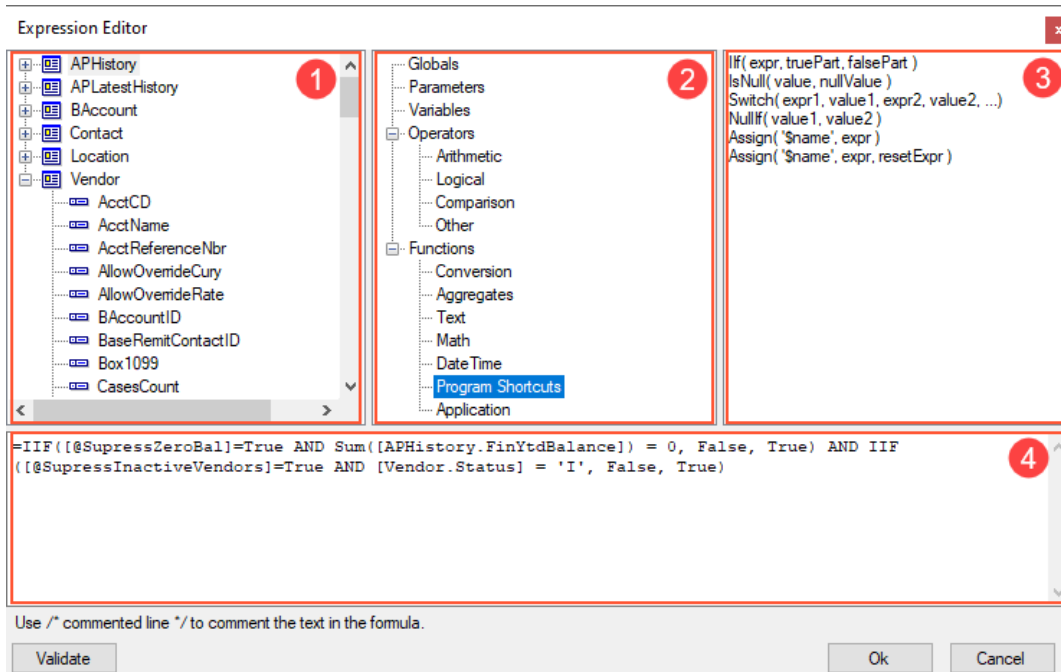 Expression Editor
x
APHistory
APLatestHistory
BAccount
Contact
Location
Vendor
AcctCD
AcctName
AcctReferenceNbr
AllowOverrideCury
AllowOverrideRate
BAccountID
BaseRemitContactID
Box1099
CasesCount
1
Globals
Parameters
Variables
Operators
Arithmetic
Logical
Comparison
Other
Functions
Conversion
Aggregates
Text
Math
DateTime
Program Shortcuts
Application
2
IIf( expr, truePart, falsePart )
IsNull( value, nullValue )
Switch( expr1, value1, expr2, value2, ...)
NullIf( value1, value2 )
Assign( '$name', expr )
Assign( '$name', expr, resetExpr )
3
=IIF([@SupressZeroBal]=True AND Sum([APHistory.FinYtdBalance]) = 0, False, True) AND IIF
([@SupressInactiveVendors]=True AND [Vendor.Status] = 'I', False, True)
4
Use /* commented line */ to comment the text in the formula.
Validate
Ok
Cancel